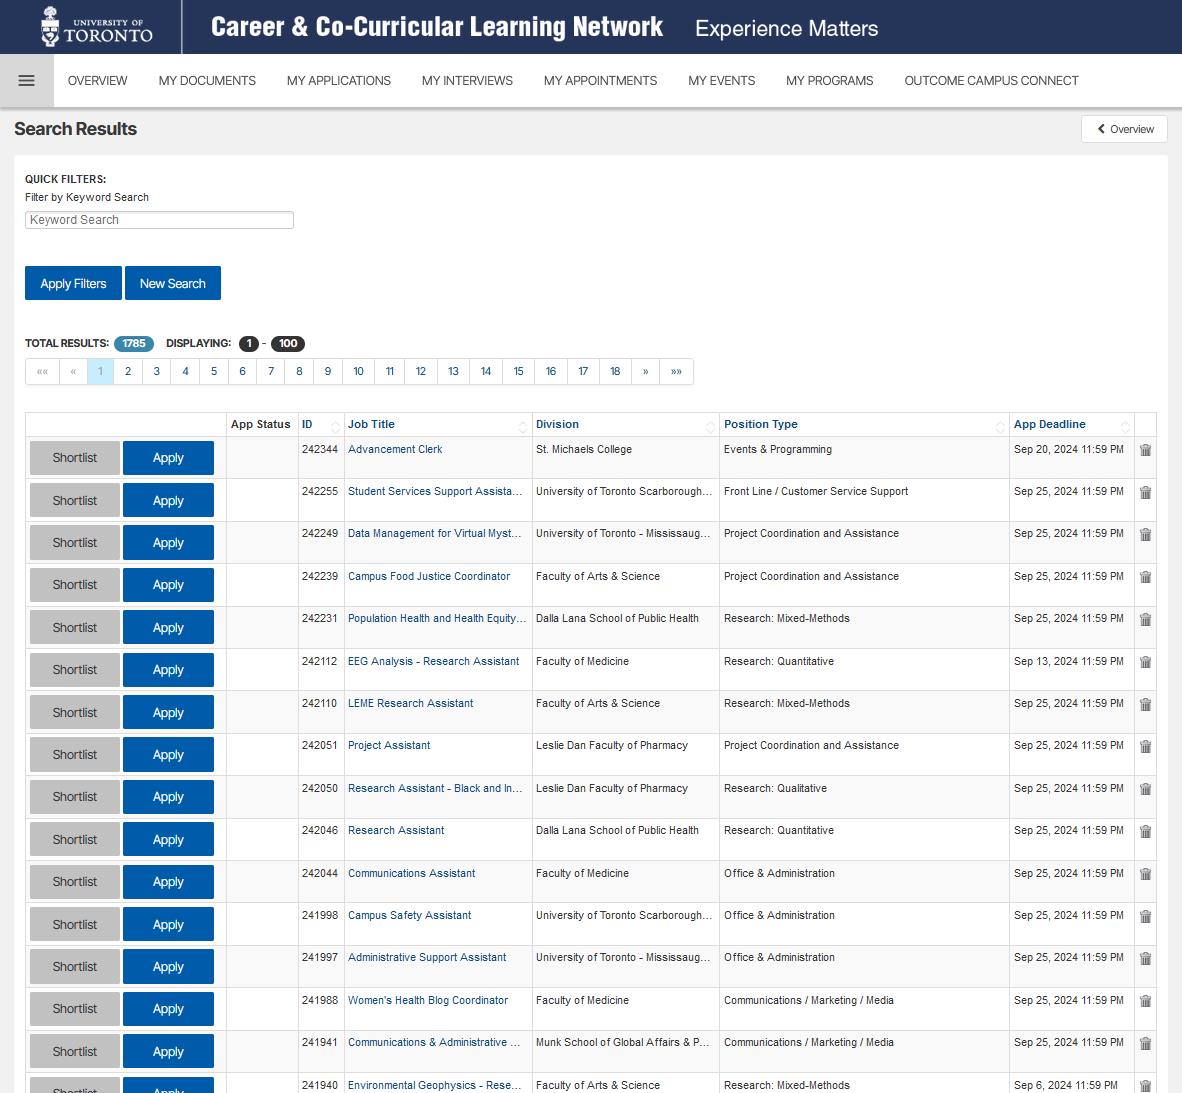 UNIVERSITY OF
TORONTO
Career & Co-Curricular Learning Network
Experience Matters
OVERVIEW MY DOCUMENTS MY APPLICATIONS MY INTERVIEWS MY APPOINTMENTS MY EVENTS MY PROGRAMS OUTCOME CAMPUS CONNECT
Search Results
Overview
QUICK FILTERS:
Filter by Keyword Search
Keyword Search
Apply Filters New Search
TOTAL RESULTS: 1785 DISPLAYING: 1 - 100
«« « 1 2 3 4 5 6 7 8 9 10 11 12 13 14 15 16 17 18 » »»
App Status ID Job Title Division Position Type App Deadline
Shortlist Apply 242344 Advancement Clerk St. Michaels College Events & Programming Sep 20, 2024 11:59 PM
Shortlist Apply 242255 Student Services Support Assista... University of Toronto Scarborough... Front Line / Customer Service Support Sep 25, 2024 11:59 PM
Shortlist Apply 242249 Data Management for Virtual Myst... University of Toronto - Mississaug... Project Coordination and Assistance Sep 25, 2024 11:59 PM
Shortlist Apply 242239 Campus Food Justice Coordinator Faculty of Arts & Science Project Coordination and Assistance Sep 25, 2024 11:59 PM
Shortlist Apply 242231 Population Health and Health Equity... Dalla Lana School of Public Health Research: Mixed-Methods Sep 25, 2024 11:59 PM
Shortlist Apply 242112 EEG Analysis - Research Assistant Faculty of Medicine Research: Quantitative Sep 13, 2024 11:59 PM
Shortlist Apply 242110 LEME Research Assistant Faculty of Arts & Science Research: Mixed-Methods Sep 25, 2024 11:59 PM
Shortlist Apply 242051 Project Assistant Leslie Dan Faculty of Pharmacy Project Coordination and Assistance Sep 25, 2024 11:59 PM
Shortlist Apply 242050 Research Assistant - Black and In... Leslie Dan Faculty of Pharmacy Research: Qualitative Sep 25, 2024 11:59 PM
Shortlist Apply 242046 Research Assistant Dalla Lana School of Public Health Research: Quantitative Sep 25, 2024 11:59 PM
Shortlist Apply 242044 Communications Assistant Faculty of Medicine Office & Administration Sep 25, 2024 11:59 PM
Shortlist Apply 241998 Campus Safety Assistant University of Toronto Scarborough... Office & Administration Sep 25, 2024 11:59 PM
Shortlist Apply 241997 Administrative Support Assistant University of Toronto - Mississaug... Office & Administration Sep 25, 2024 11:59 PM
Shortlist Apply 241988 Women's Health Blog Coordinator Faculty of Medicine Communications / Marketing / Media Sep 25, 2024 11:59 PM
Shortlist Apply 241941 Communications & Administrative ... Munk School of Global Affairs & P... Communications / Marketing / Media Sep 25, 2024 11:59 PM
Shortlist Apply 241940 Environmental Geophysics - Rese... Faculty of Arts & Science Research: Mixed-Methods Sep 6, 2024 11:59 PM